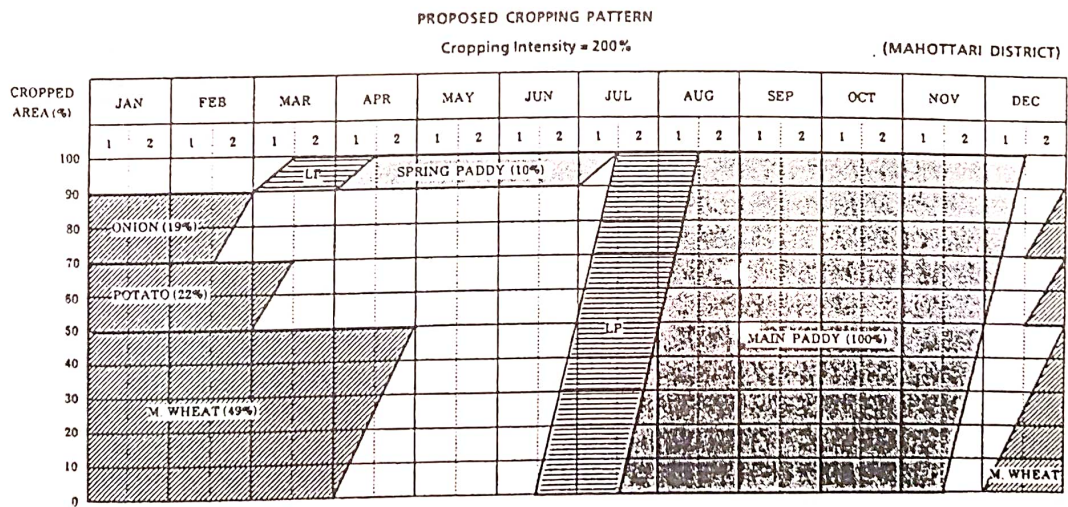 PROPOSED CROPPING PATTERN
Cropping Intensity = 200%
(MAHOTTARI DISTRICT)
CROPPED AREA (%)
JAN FEB MAR APR MAY JUN JUL AUG SEP OCT NOV DEC
1 2 1 2 1 2 1 2 1 2 1 2 1 2 1 2 1 2 1 2 1 2 1 2
100
LP
SPRING PADDY (10%)
90
ONION (19%)
80
70
POTATO (22%)
60
50
LP
MAIN PADDY (100%)
40
30
M. WHEAT (49%)
20
10
M. WHEAT
0